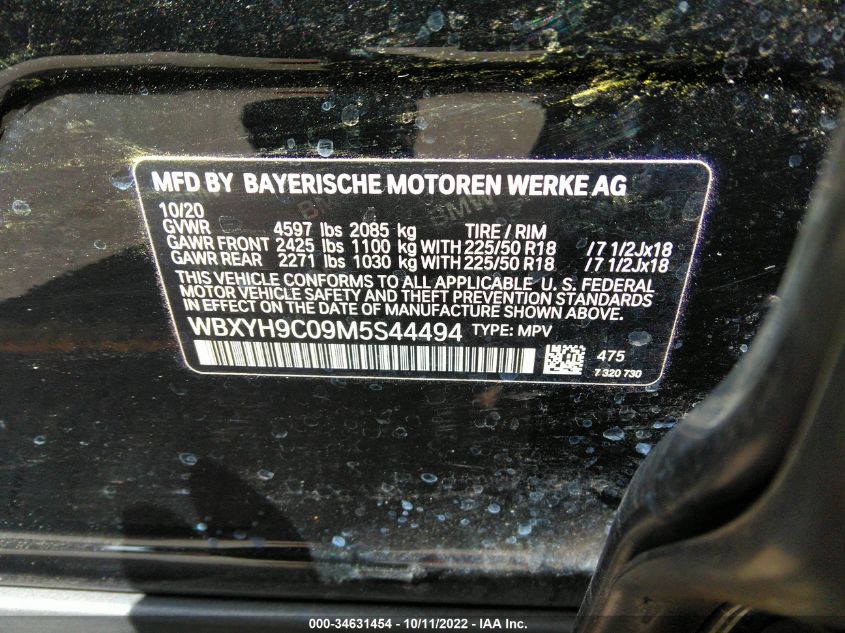 MFD BY BAYERISCHE MOTOREN WERKE AG
10/20
GVWR 4597 lbs 2085 kg TIRE / RIM
GAWR FRONT 2425 lbs 1100 kg WITH 225/50 R18 /7 1/2Jx18
GAWR REAR 2271 lbs 1030 kg WITH 225/50 R18 /7 1/2Jx18
THIS VEHICLE CONFORMS TO ALL APPLICABLE U. S. FEDERAL
MOTOR VEHICLE SAFETY AND THEFT PREVENTION STANDARDS
IN EFFECT ON THE DATE OF MANUFACTURE SHOWN ABOVE.
WBXYH9C09M5S44494 TYPE: MPV
475
7 320 730
000-34631454 - 10/11/2022 - IAA Inc.